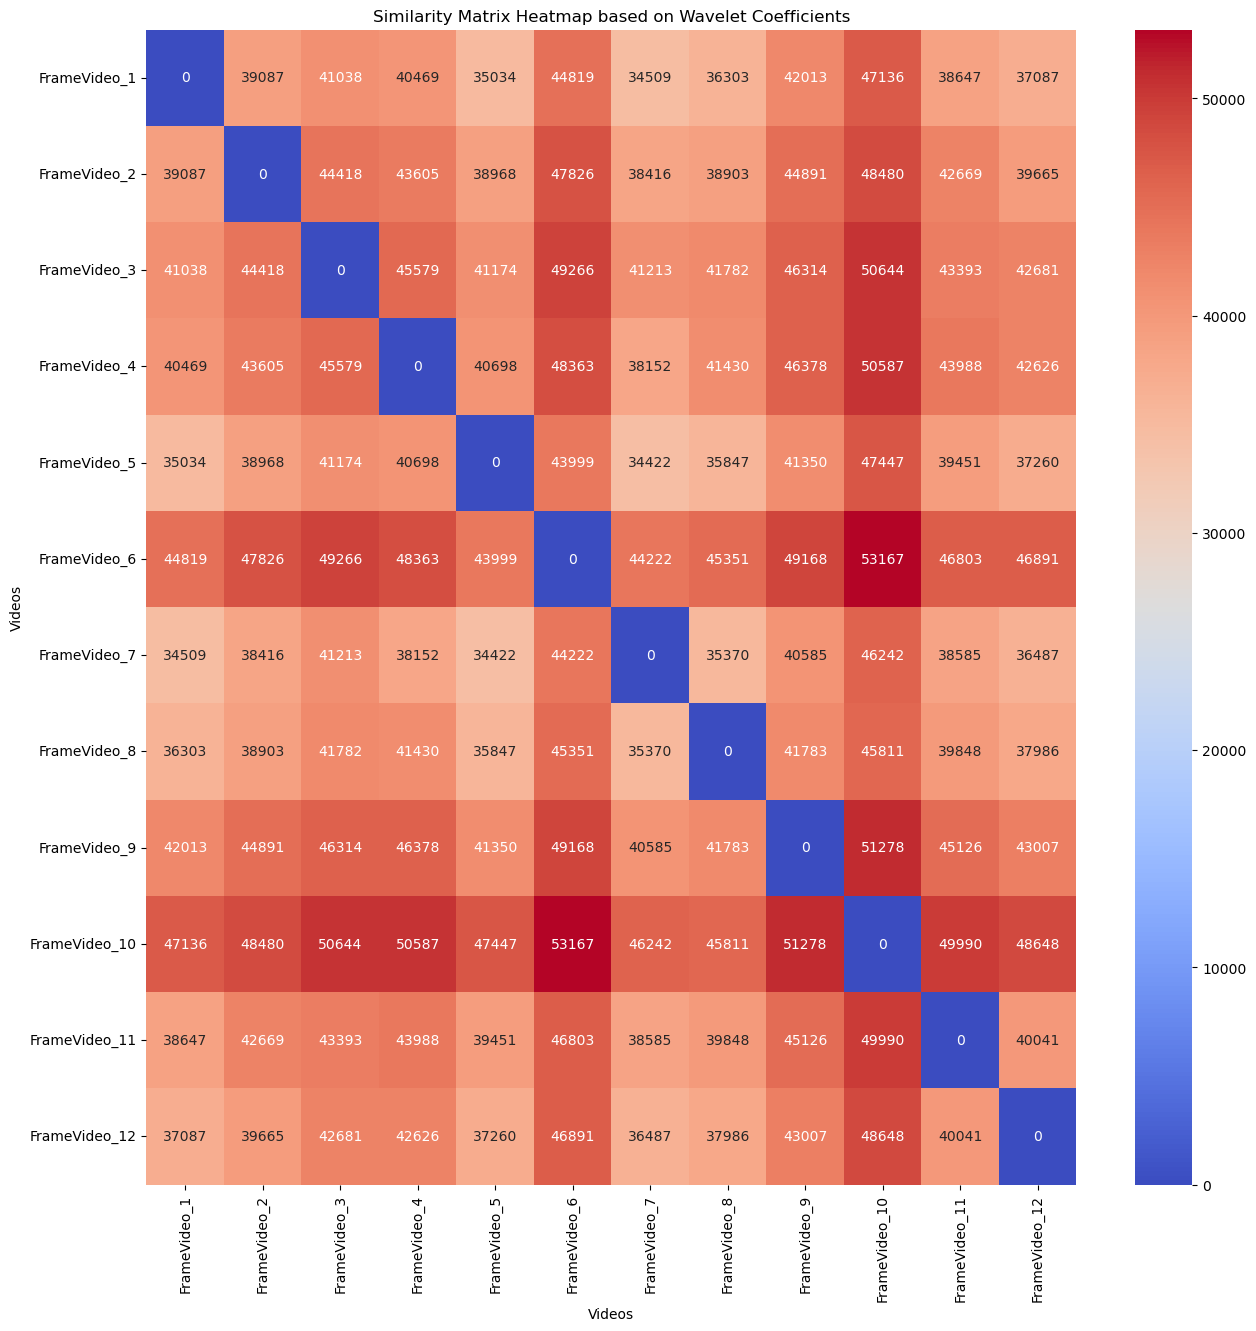 Similarity Matrix Heatmap based on Wavelet Coefficients
FrameVideo_1 0 39087 41038 40469 35034 44819 34509 36303 42013 47136 38647 37087
FrameVideo_2 39087 0 44418 43605 38968 47826 38416 38903 44891 48480 42669 39665
FrameVideo_3 41038 44418 0 45579 41174 49266 41213 41782 46314 50644 43393 42681
FrameVideo_4 40469 43605 45579 0 40698 48363 38152 41430 46378 50587 43988 42626
FrameVideo_5 35034 38968 41174 40698 0 43999 34422 35847 41350 47447 39451 37260
FrameVideo_6 44819 47826 49266 48363 43999 0 44222 45351 49168 53167 46803 46891
FrameVideo_7 34509 38416 41213 38152 34422 44222 0 35370 40585 46242 38585 36487
FrameVideo_8 36303 38903 41782 41430 35847 45351 35370 0 41783 45811 39848 37986
FrameVideo_9 42013 44891 46314 46378 41350 49168 40585 41783 0 51278 45126 43007
FrameVideo_10 47136 48480 50644 50587 47447 53167 46242 45811 51278 0 49990 48648
FrameVideo_11 38647 42669 43393 43988 39451 46803 38585 39848 45126 49990 0 40041
FrameVideo_12 37087 39665 42681 42626 37260 46891 36487 37986 43007 48648 40041 0
Videos
FrameVideo_1
FrameVideo_2
FrameVideo_3
FrameVideo_4
FrameVideo_5
FrameVideo_6
FrameVideo_7
FrameVideo_8
FrameVideo_9
FrameVideo_10
FrameVideo_11
FrameVideo_12
Videos
50000
40000
30000
20000
10000
0